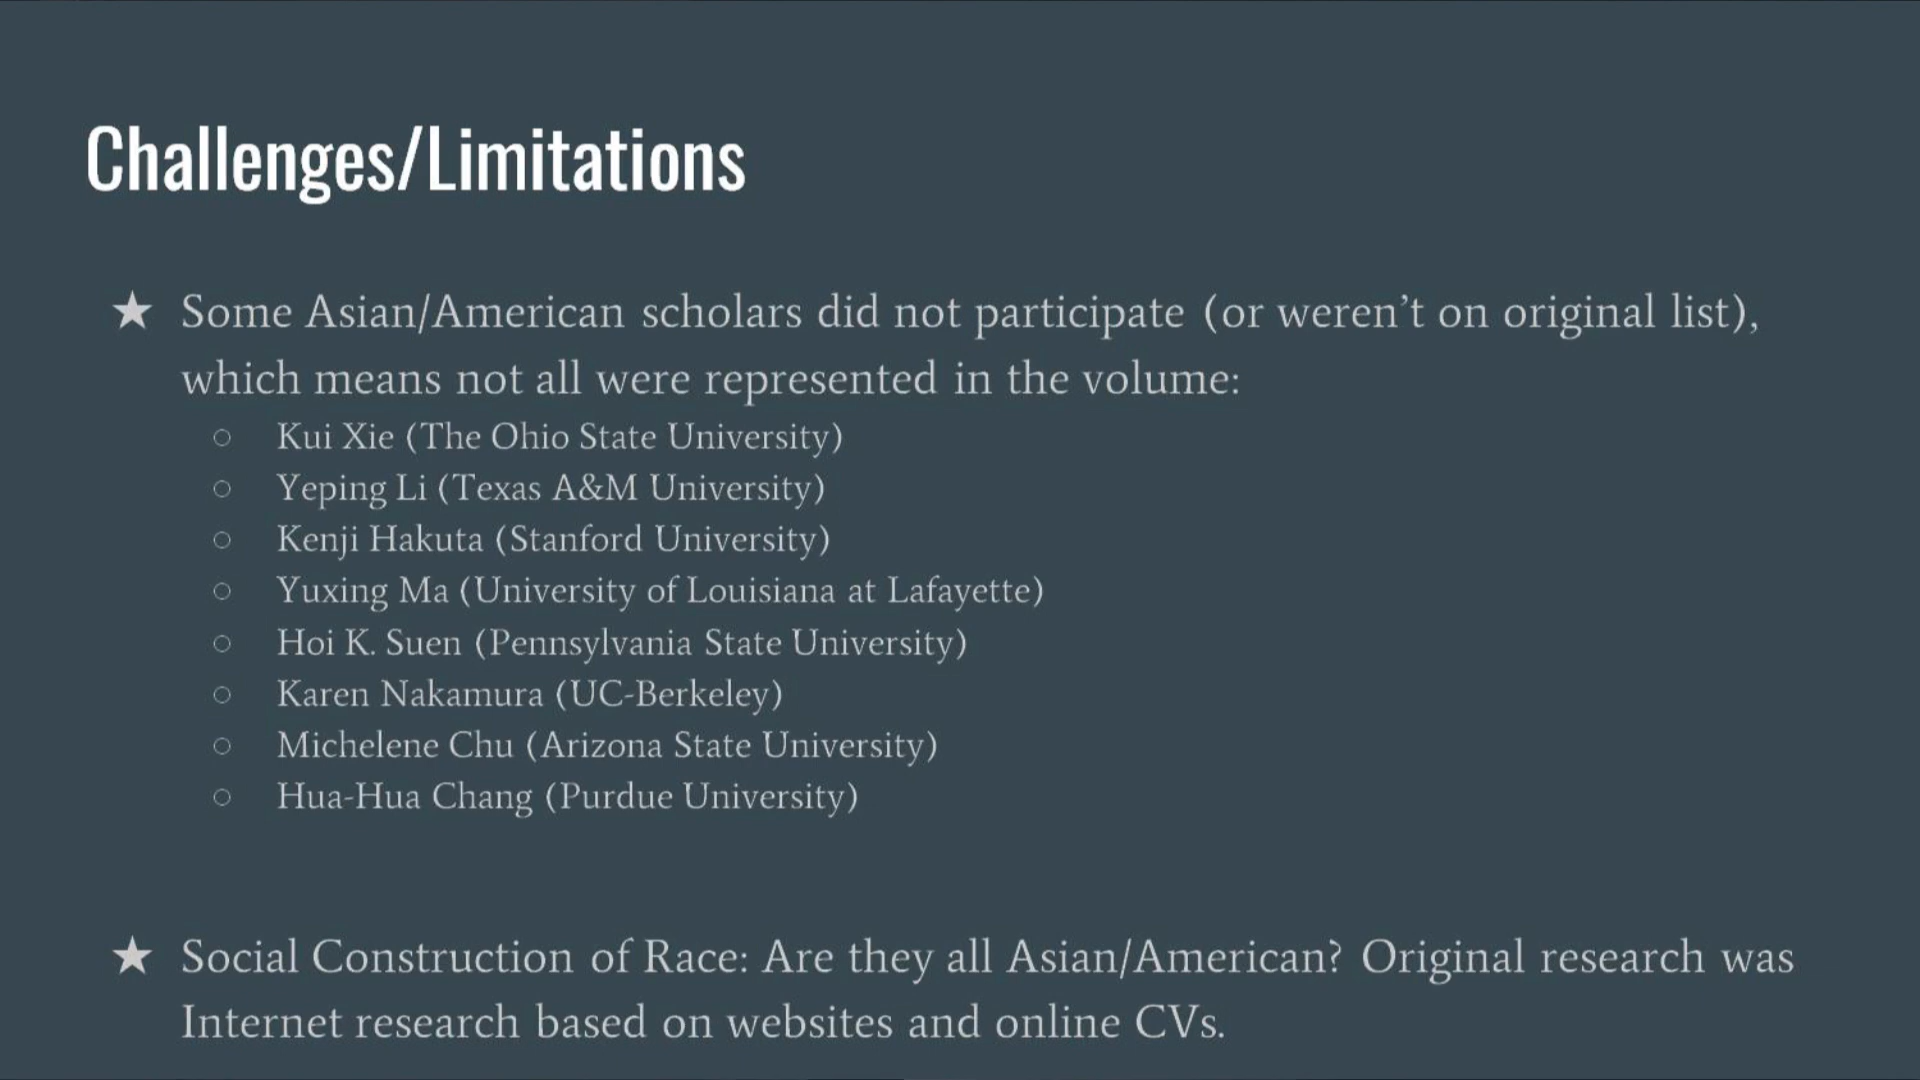 Challenges/Limitations
★ Some Asian/American scholars did not participate (or weren’t on original list),
which means not all were represented in the volume:
○ Kui Xie (The Ohio State University)
○ Yeping Li (Texas A&M University)
○ Kenji Hakuta (Stanford University)
○ Yuxing Ma (University of Louisiana at Lafayette)
○ Hoi K. Suen (Pennsylvania State University)
○ Karen Nakamura (UC-Berkeley)
○ Michelene Chu (Arizona State University)
○ Hua-Hua Chang (Purdue University)
★ Social Construction of Race: Are they all Asian/American? Original research was
Internet research based on websites and online CVs.